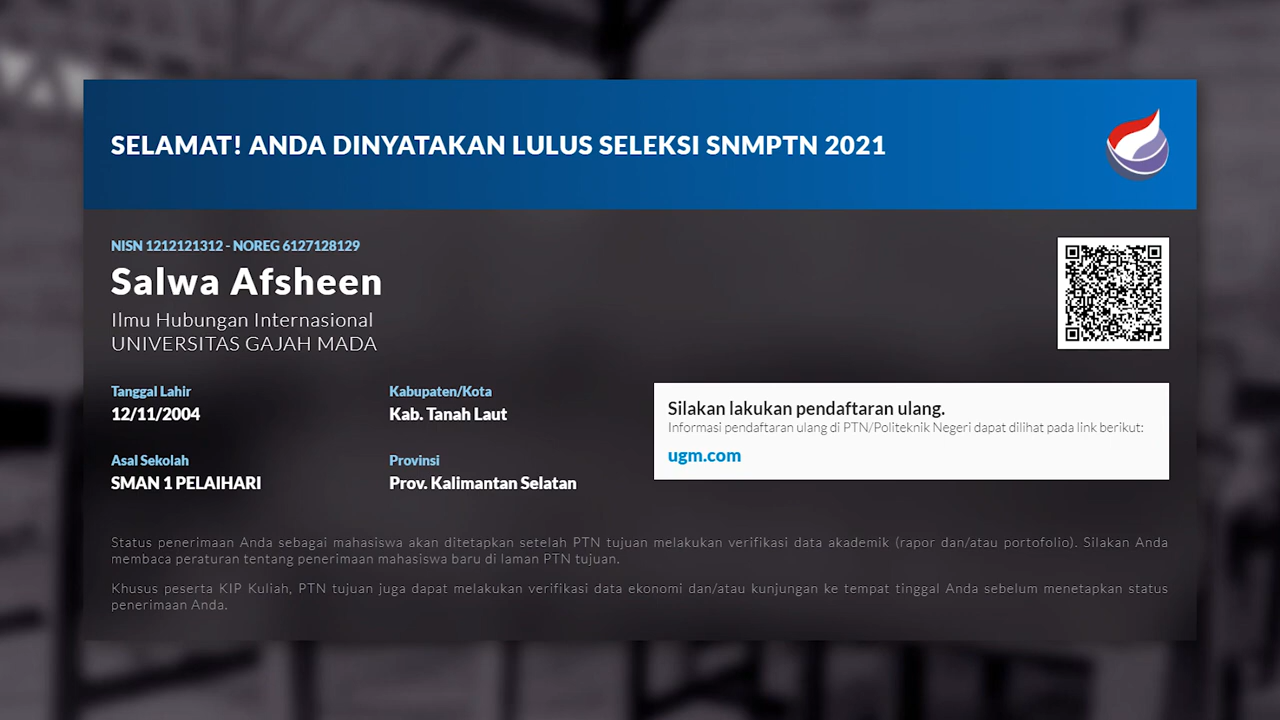 SELAMAT! ANDA DINYATAKAN LULUS SELEKSI SNMPTN 2021
NISN 1212121312 - NOREG 6127128129
Salwa Afsheen
Ilmu Hubungan Internasional
UNIVERSITAS GAJAH MADA
Tanggal Lahir
12/11/2004
Kabupaten/Kota
Kab. Tanah Laut
Asal Sekolah
SMAN 1 PELAIHARI
Provinsi
Prov. Kalimantan Selatan
Silakan lakukan pendaftaran ulang.
Informasi pendaftaran ulang di PTN/Politeknik Negeri dapat dilihat pada link berikut:
ugm.com
Status penerimaan Anda sebagai mahasiswa akan ditetapkan setelah PTN tujuan melakukan verifikasi data akademik (rapor dan/atau portofolio). Silakan Anda
membaca peraturan tentang penerimaan mahasiswa baru di laman PTN tujuan.
Khusus peserta KIP Kuliah, PTN tujuan juga dapat melakukan verifikasi data ekonomi dan/atau kunjungan ke tempat tinggal Anda sebelum menetapkan status
penerimaan Anda.